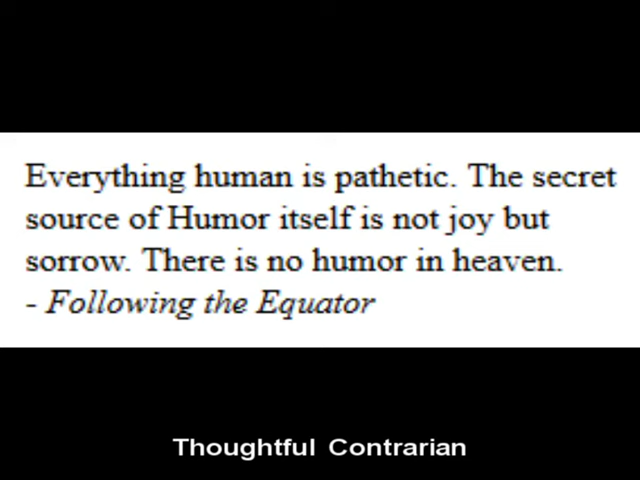 Everything human is pathetic. The secret
source of Humor itself is not joy but
sorrow. There is no humor in heaven.
- Following the Equator
Thoughtful Contrarian